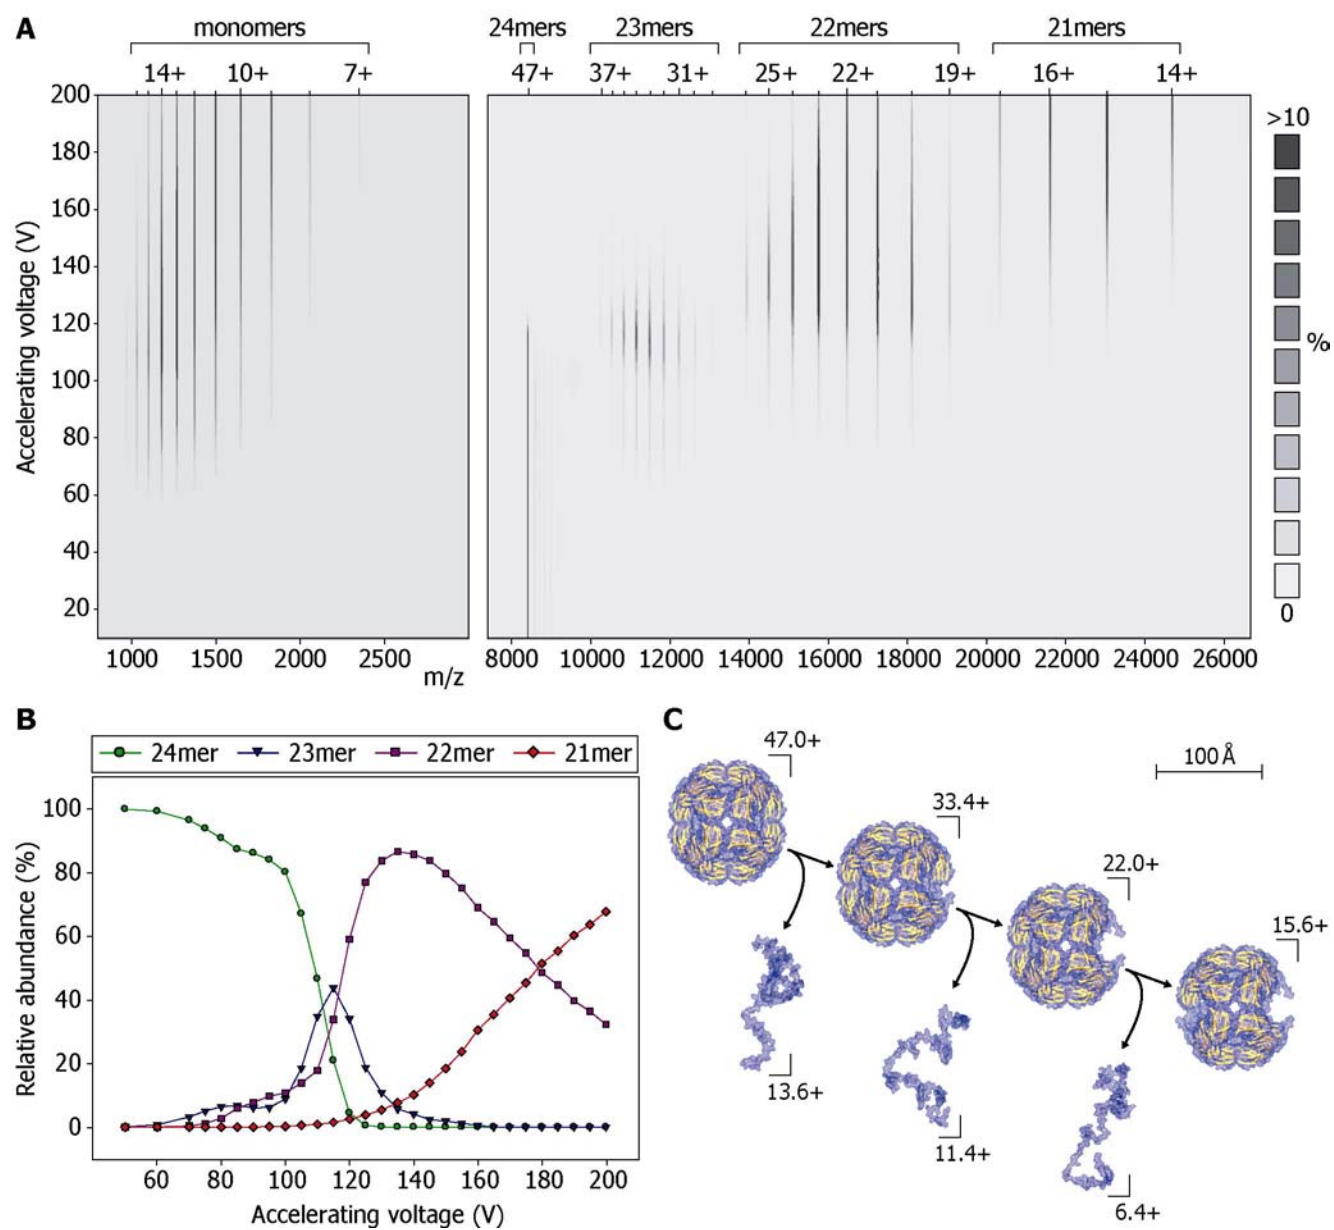 A
monomers
24mers
23mers
22mers
21mers
14+ 10+ 7+
47+ 37+ 31+ 25+ 22+ 19+ 16+ 14+
Accelerating voltage (V)
200
180
160
140
120
100
80
60
40
20
1000 1500 2000 2500
m/z
8000 10000 12000 14000 16000 18000 20000 22000 24000 26000
>10
%
0
B
24mer 23mer 22mer 21mer
Relative abundance (%)
100
80
60
40
20
0
60 80 100 120 140 160 180 200
Accelerating voltage (V)
C
47.0+
100 Å
33.4+
22.0+
15.6+
13.6+
11.4+
6.4+